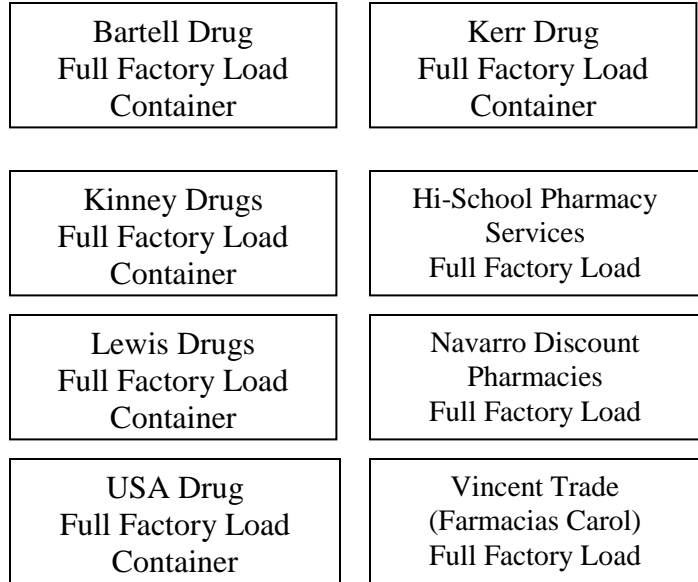 Bartell Drug
Full Factory Load
Container
Kerr Drug
Full Factory Load
Container
Kinney Drugs
Full Factory Load
Container
Hi-School Pharmacy
Services
Full Factory Load
Lewis Drugs
Full Factory Load
Container
Navarro Discount
Pharmacies
Full Factory Load
USA Drug
Full Factory Load
Container
Vincent Trade
(Farmacias Carol)
Full Factory Load